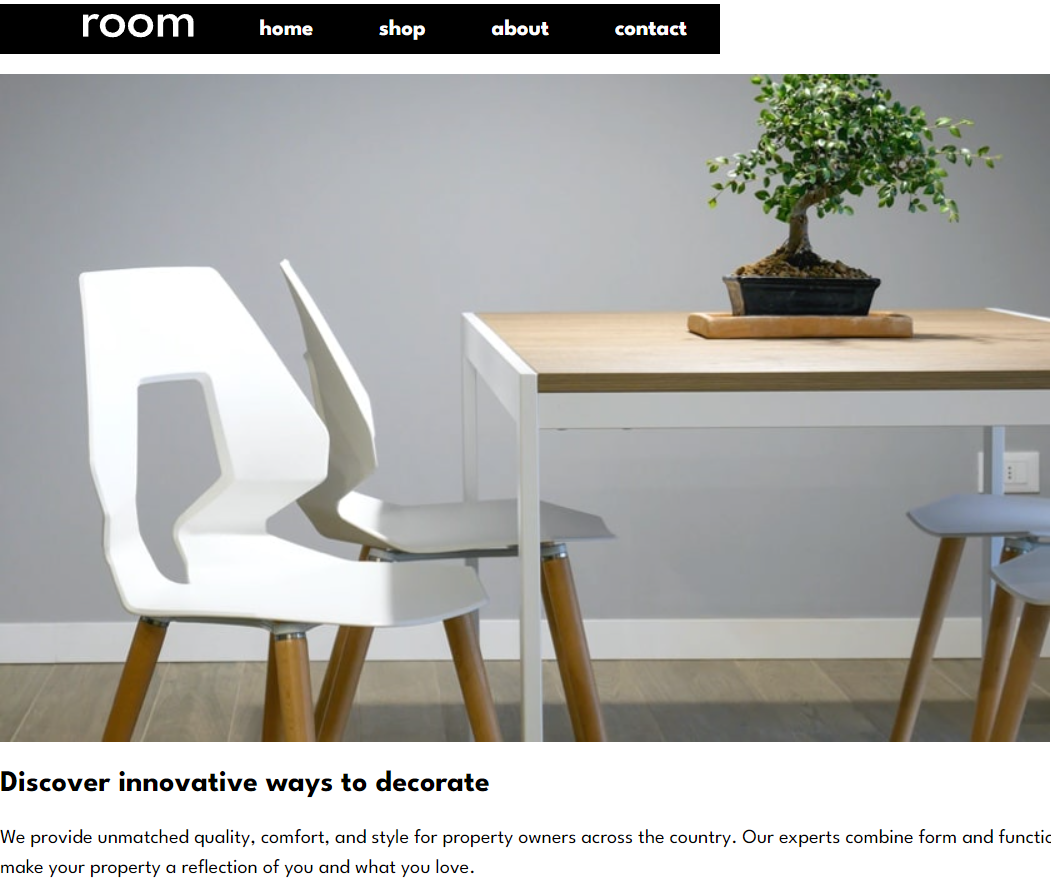 room home shop about contact
Discover innovative ways to decorate
We provide unmatched quality, comfort, and style for property owners across the country. Our experts combine form and
make your property a reflection of you and what you love.